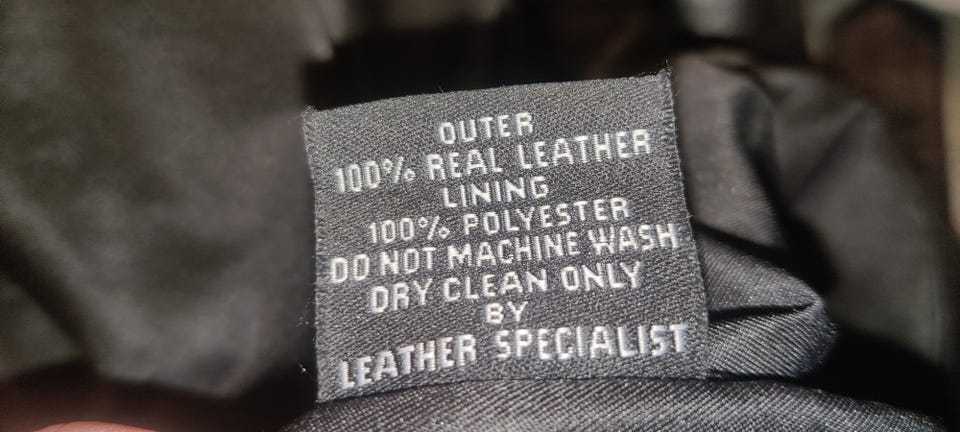 OUTER
100% REAL LEATHER
LINING
100% POLYESTER
DO NOT MACHINE WASH
DRY CLEAN ONLY
BY
LEATHER SPECIALIST